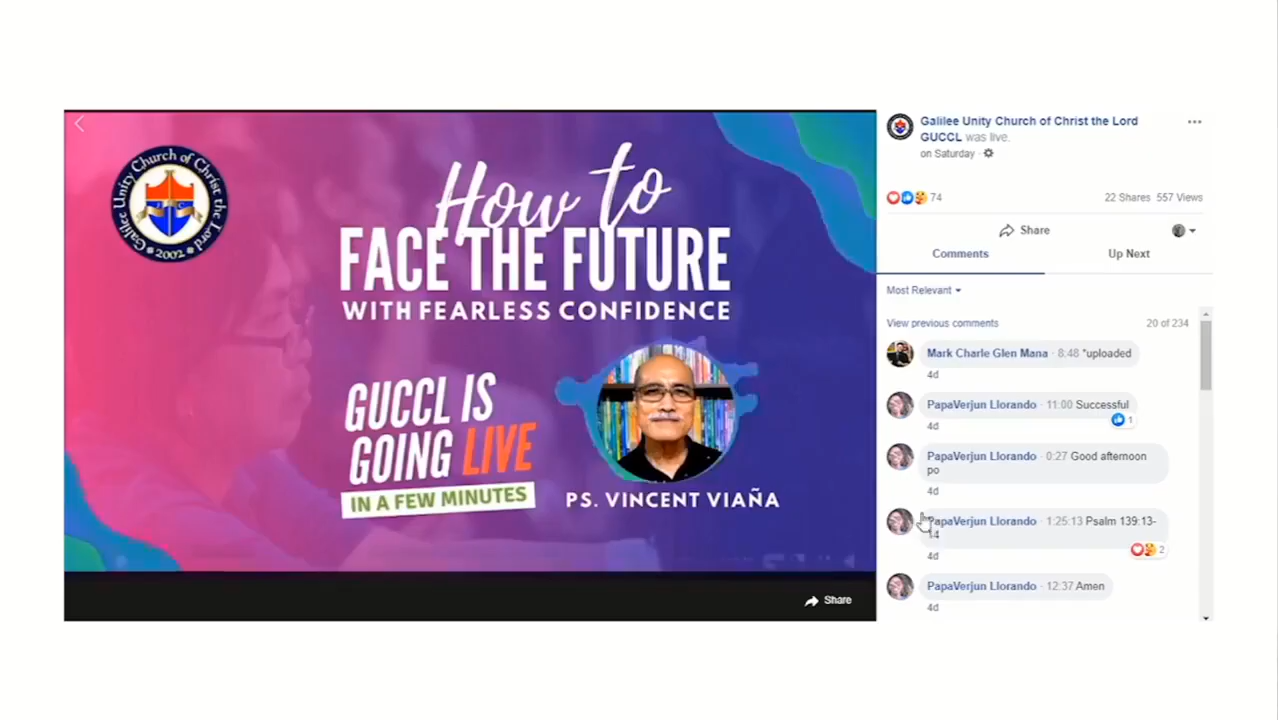 Galilee Unity Church of Christ the Lord
2002
How to
FACE THE FUTURE
WITH FEARLESS CONFIDENCE
GUCCL IS
GOING LIVE
IN A FEW MINUTES
PS. VINCENT VIAÑA
Share
Galilee Unity Church of Christ the Lord
GUCCL was live.
on Saturday ·
74
22 Shares 557 Views
Share
Comments
Up Next
Most Relevant
View previous comments
20 of 234
Mark Charle Glen Mana · 8:48 *uploaded
4d
PapaVerjun Llorando · 11:00 Successful
1
4d
PapaVerjun Llorando · 0:27 Good afternoon
po
4d
PapaVerjun Llorando · 1:25:13 Psalm 139:13-
14
2
4d
PapaVerjun Llorando · 12:37 Amen
4d